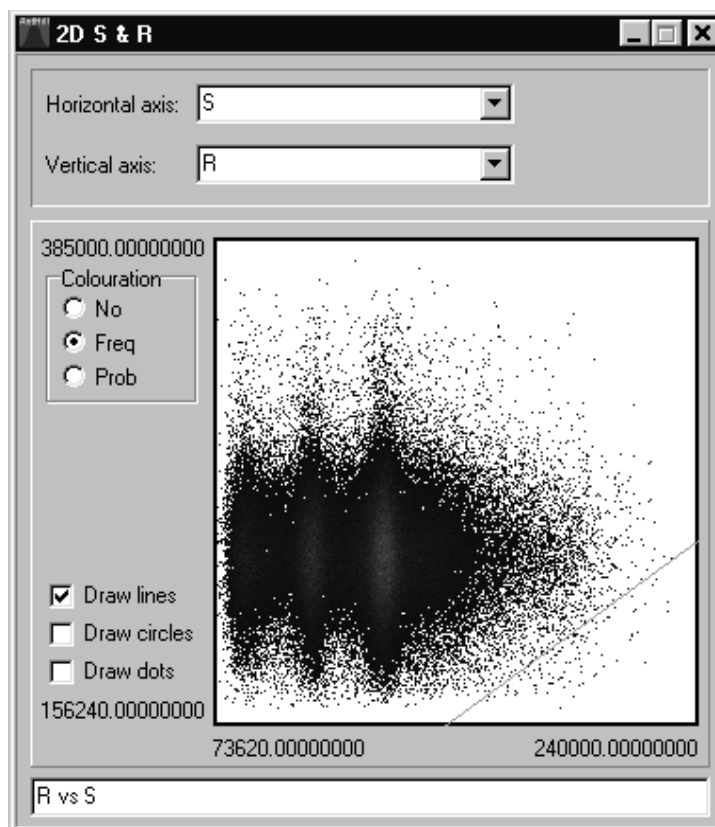 2D S & R
Horizontal axis: S
Vertical axis: R
385000.00000000
Colouration
No
Freq
Prob
Draw lines
Draw circles
Draw dots
156240.00000000
73620.00000000 240000.00000000
R vs S